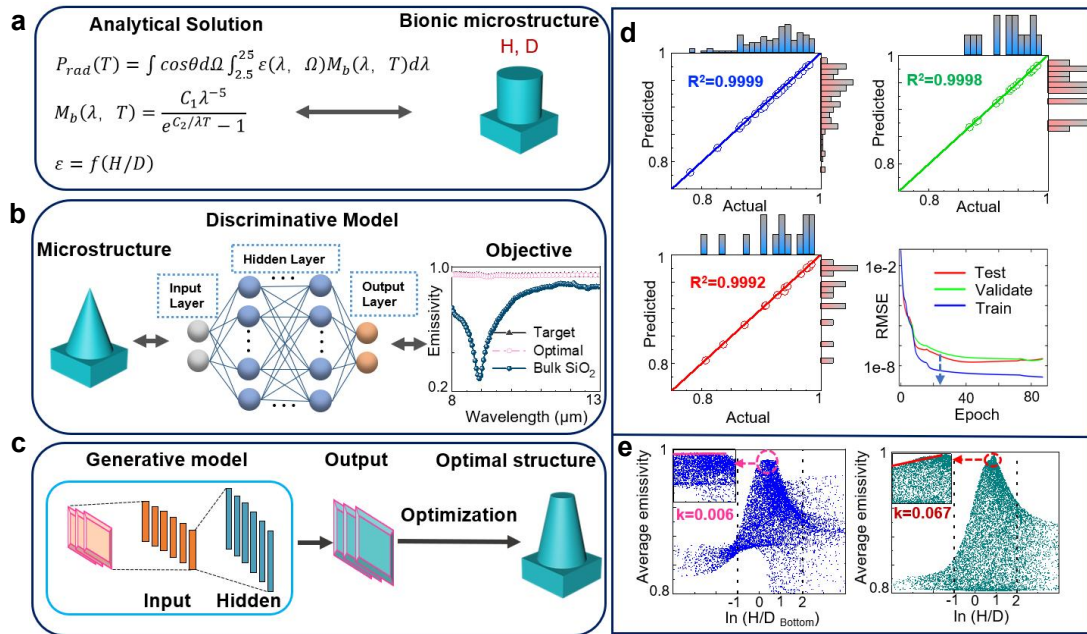 a
Analytical Solution
Bionic microstructure
H, D
P_rad(T) = ∫ cosθdΩ ∫_{2.5}^{25} ε(λ, Ω)M_b(λ, T)dλ
M_b(λ, T) = C₁λ⁻⁵ / (e^{C₂/λT} − 1)
ε = f(H/D)
b
Discriminative Model
Microstructure
Input
Layer
Hidden Layer
Output
Layer
Objective
Emissivity
1.0
0.2
Target
Optimal
Bulk SiO₂
8
13
Wavelength (μm)
c
Generative model
Output
Optimal structure
Optimization
Input
Hidden
d
Predicted
1
0.8
R²=0.9999
0.8
1
Actual
Predicted
1
0.8
R²=0.9998
0.8
1
Actual
Predicted
1
0.8
R²=0.9992
0.8
1
Actual
RMSE
1e-2
1e-8
Test
Validate
Train
0
40
80
Epoch
e
Average emissivity
1
0.8
k=0.006
-1
0
1
2
ln (H/D Bottom)
Average emissivity
1
0.8
k=0.067
-1
0
1
2
ln (H/D)